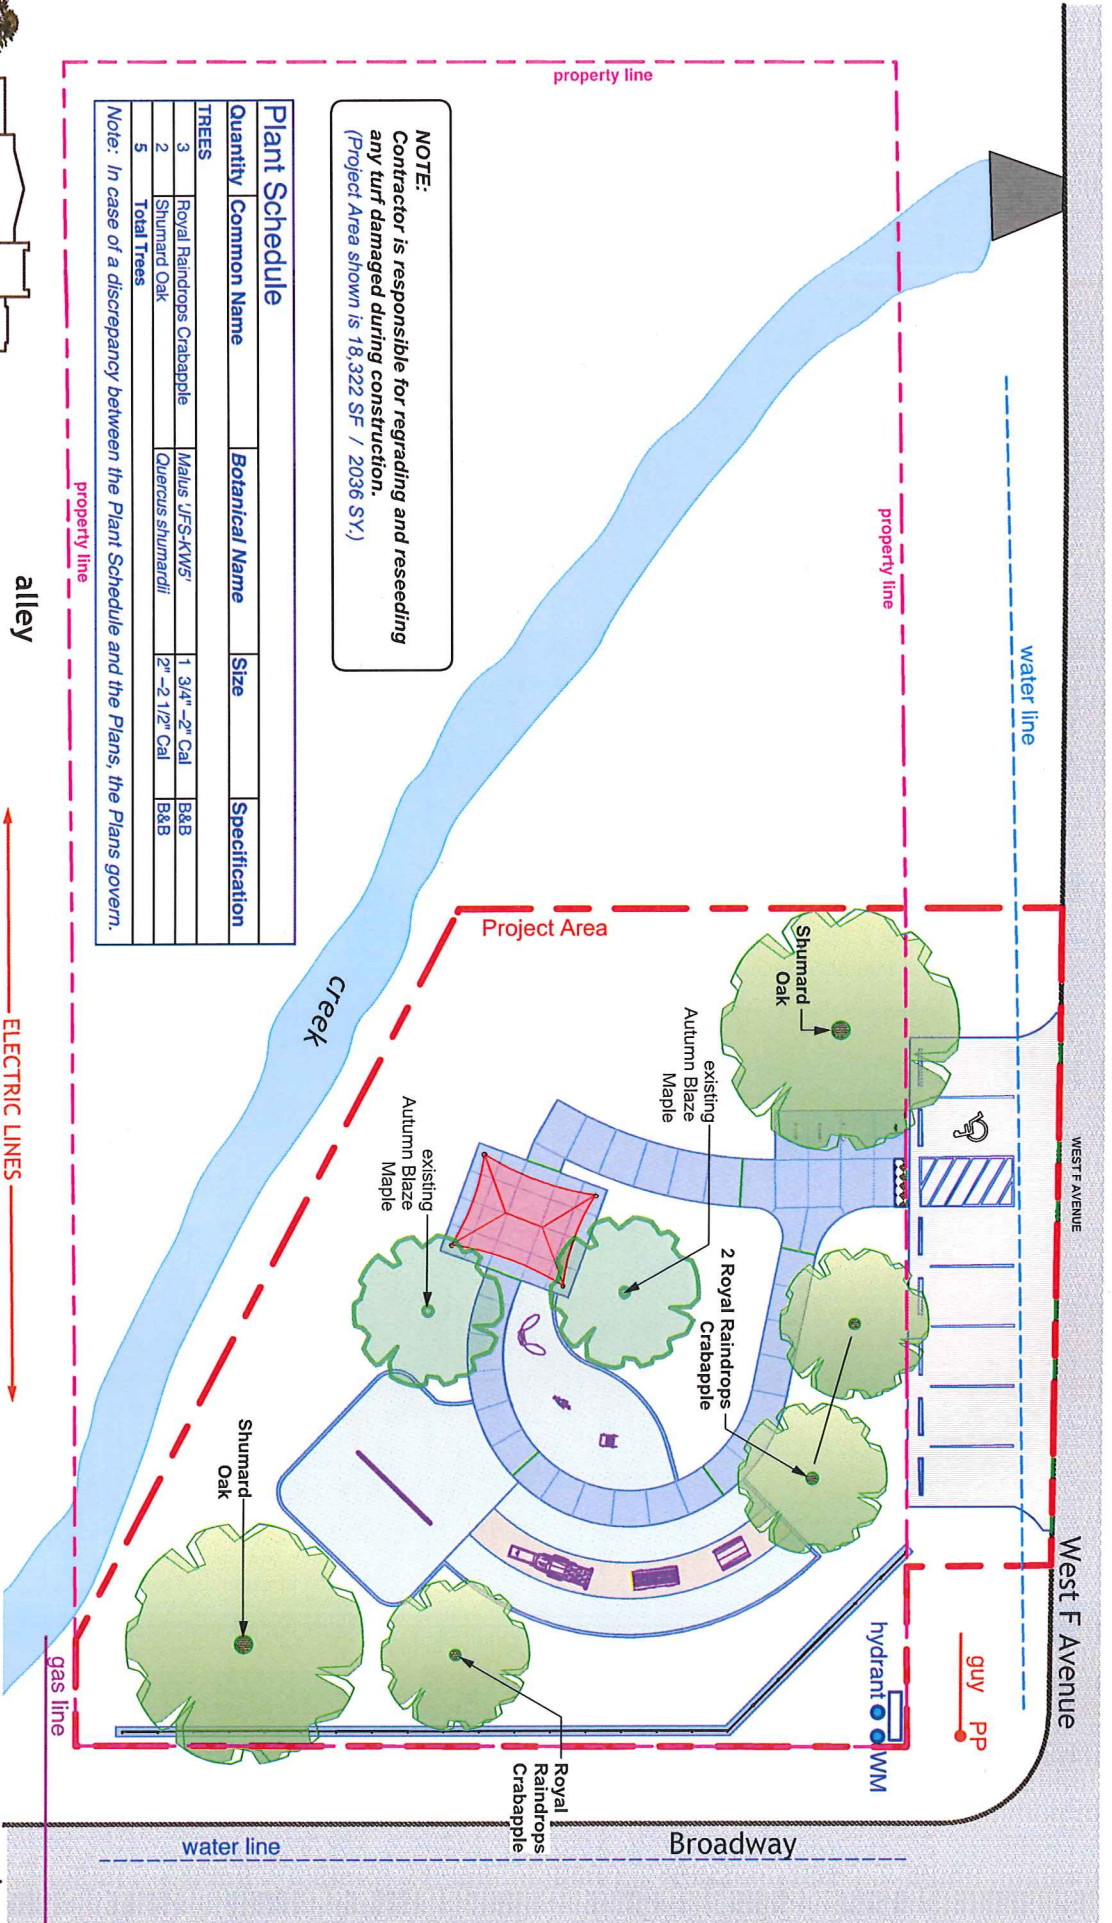 WEST F AVENUE
West F Avenue
water line
property line
property line
property line
guy PP
hydrant
WM
Shumard
Oak
existing
Autumn Blaze
Maple
2 Royal Raindrops
Crabapple
Project Area
existing
Autumn Blaze
Maple
NOTE:
Contractor is responsible for regrading and reseeding
any turf damaged during construction.
(Project Area shown is 18,322 SF / 2036 SY.)
creek
Plant Schedule
Quantity Common Name Botanical Name Size Specification
TREES
3 Royal Raindrops Crabapple Malus 'JFS-KW5' 1 3/4" –2" Cal B&B
2 Shumard Oak Quercus shumardii 2" –2 1/2" Cal B&B
5 Total Trees
Note: In case of a discrepancy between the Plant Schedule and the Plans, the Plans govern.
Shumard
Oak
Royal
Raindrops
Crabapple
Broadway
water line
gas line
alley
ELECTRIC LINES